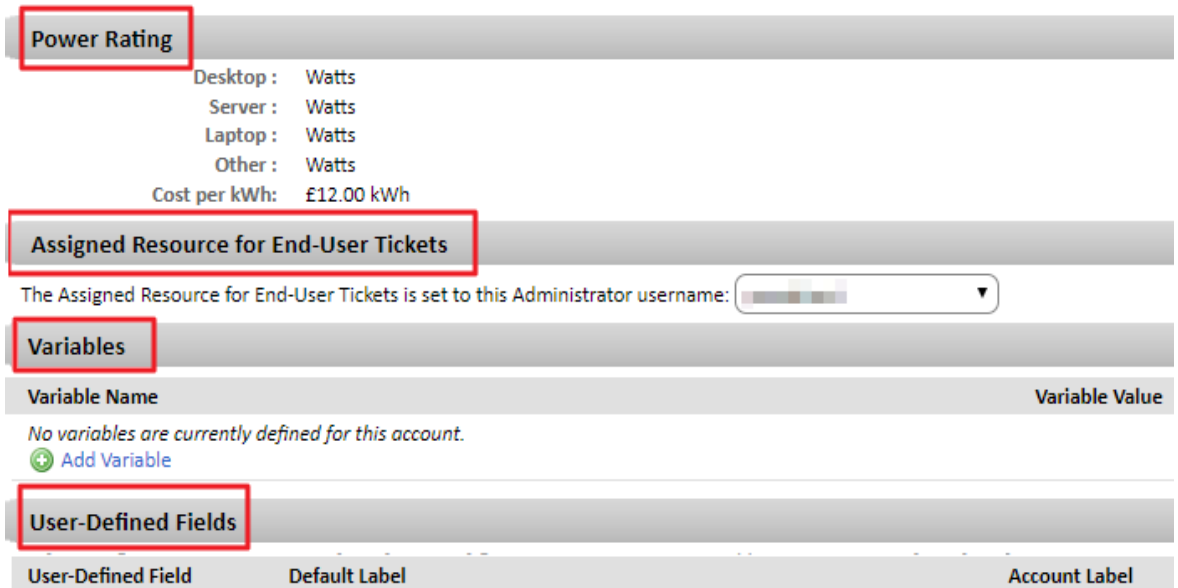 Power Rating
Desktop : Watts
Server : Watts
Laptop : Watts
Other : Watts
Cost per kWh: £12.00 kWh
Assigned Resource for End-User Tickets
The Assigned Resource for End-User Tickets is set to this Administrator username:
Variables
Variable Name Variable Value
No variables are currently defined for this account.
Add Variable
User-Defined Fields
User-Defined Field Default Label Account Label